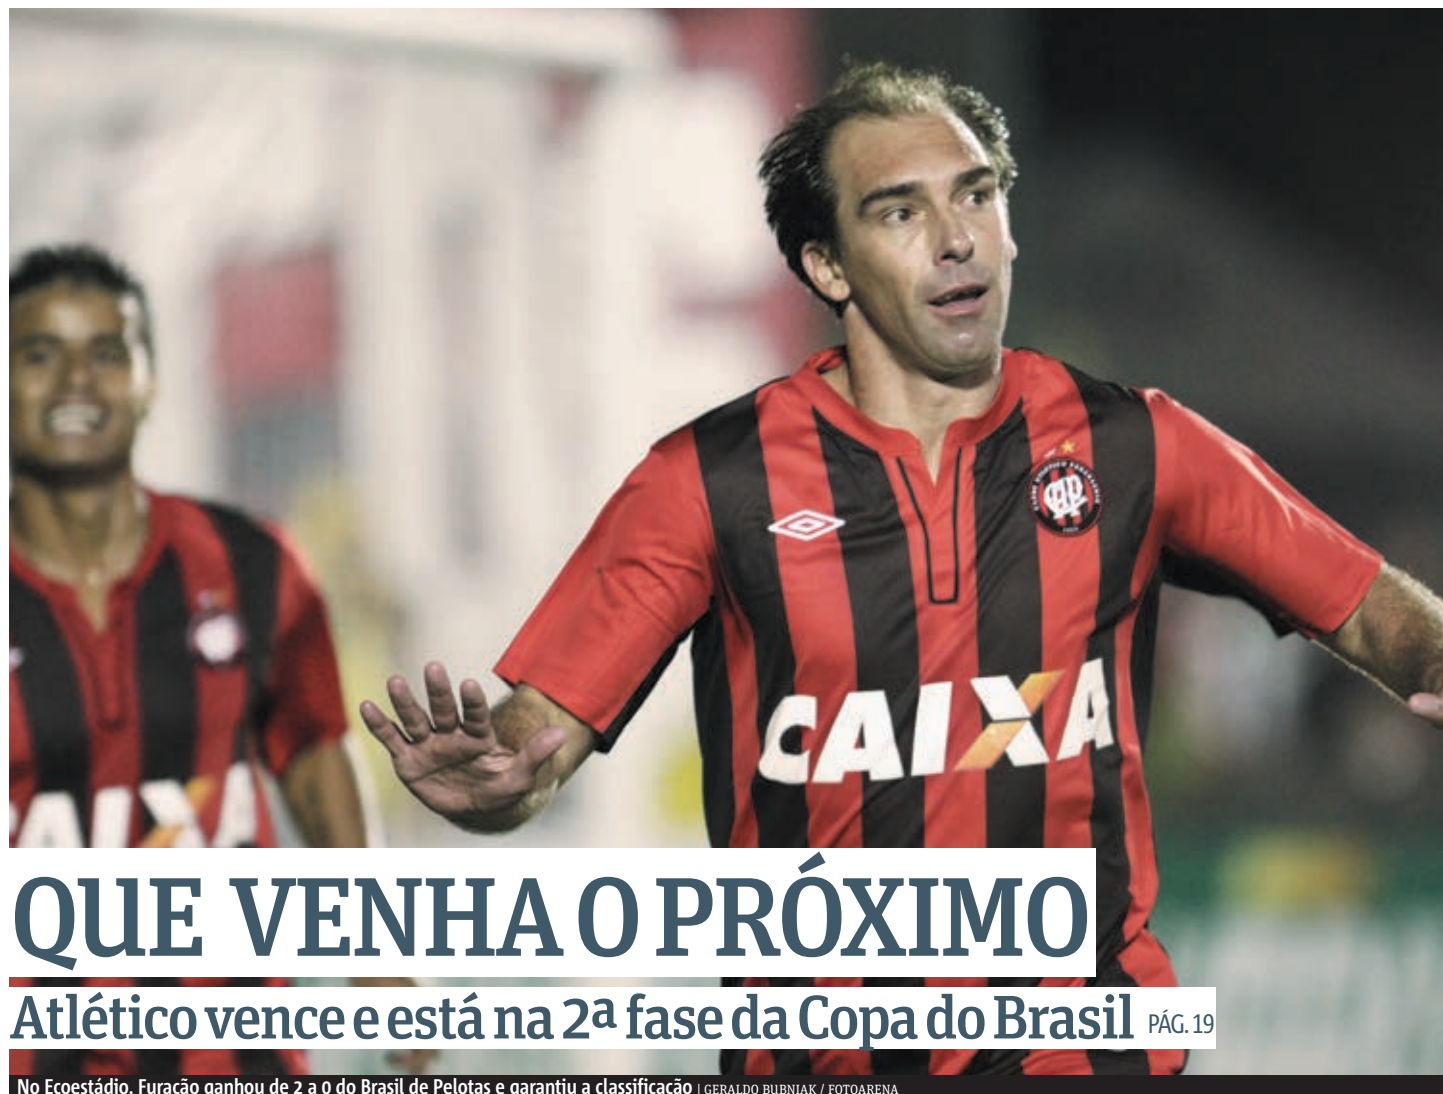 CAIXA
QUE VENHA O PRÓXIMO
Atlético vence e está na 2ª fase da Copa do Brasil PÁG. 19
No Ecoestádio, Furacão ganhou de 2 a 0 do Brasil de Pelotas e garantiu a classificação | GERALDO BUBNIAK / FOTOARENA